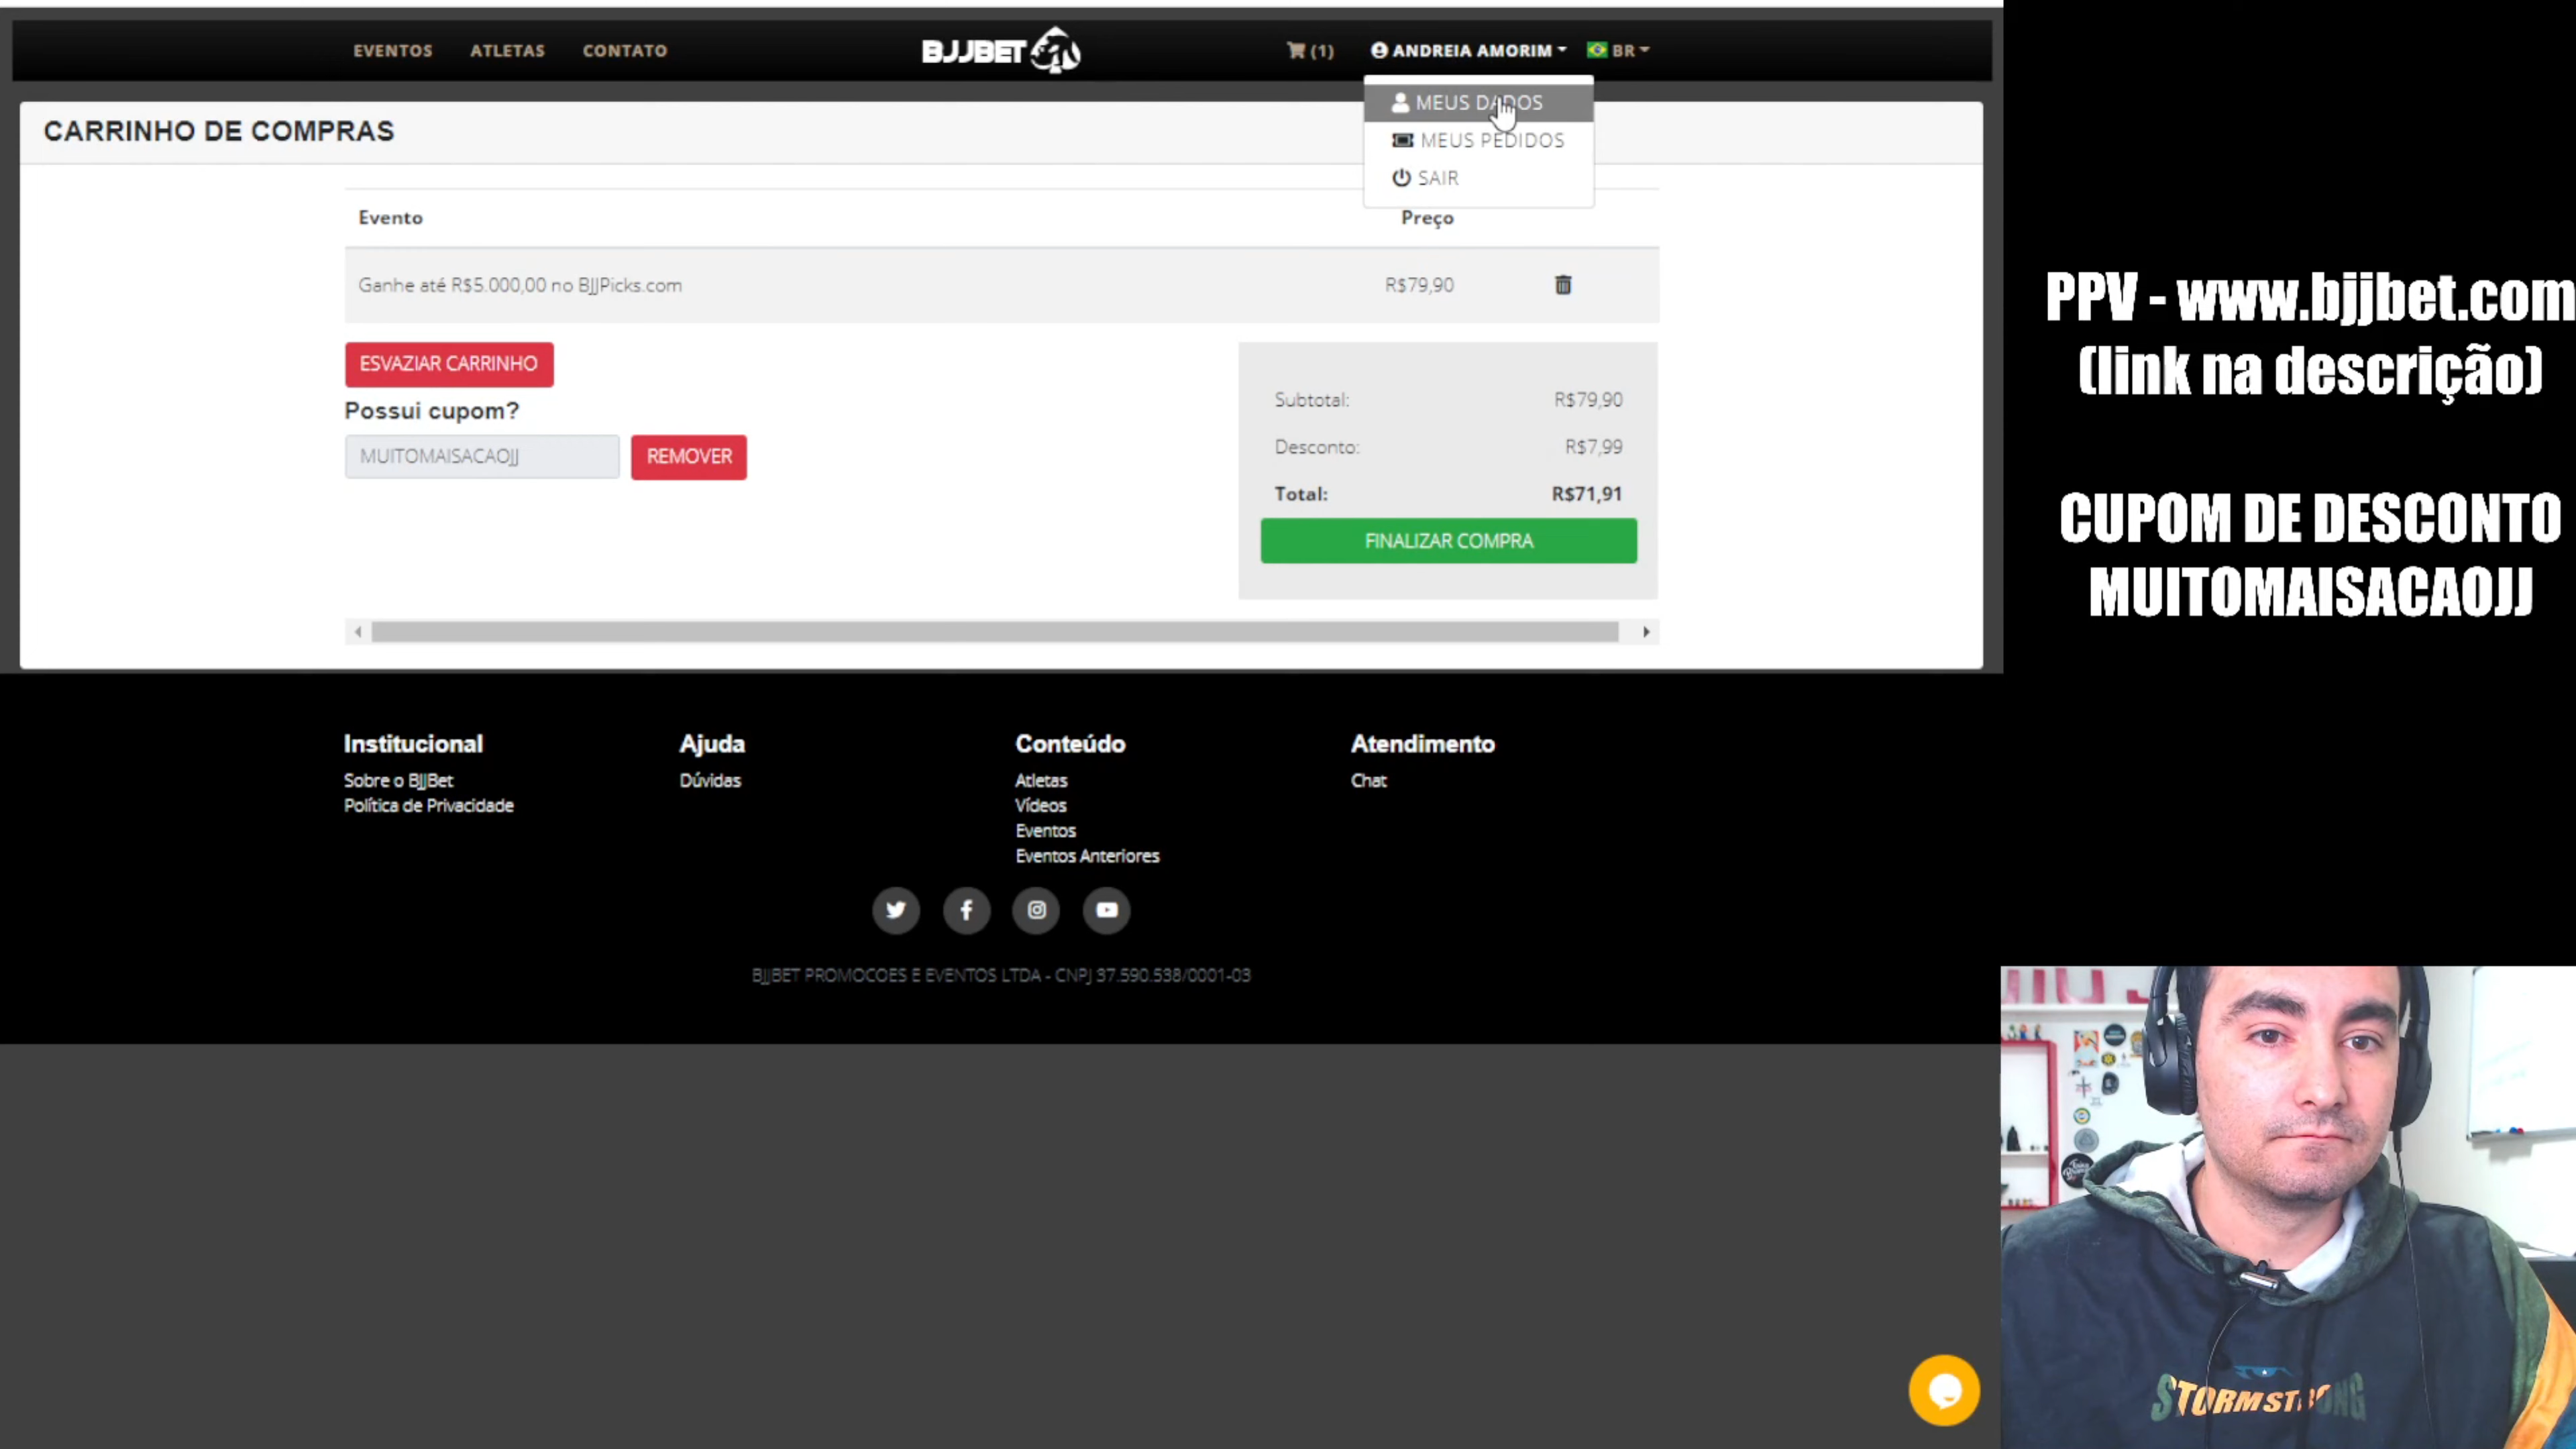 EVENTOS ATLETAS CONTATO BJJBET (1) ANDREIA AMORIM BR
MEUS DADOS
MEUS PEDIDOS
SAIR
CARRINHO DE COMPRAS
Evento Preço
Ganhe até R$5.000,00 no BJJPicks.com R$79,90
ESVAZIAR CARRINHO
Possui cupom?
MUITOMAISACAOJJ REMOVER
Subtotal: R$79,90
Desconto: R$7,99
Total: R$71,91
FINALIZAR COMPRA
PPV - www.bjjbet.com
(link na descrição)
CUPOM DE DESCONTO
MUITOMAISACAOJJ
Institucional
Sobre o BJJBet
Política de Privacidade
Ajuda
Dúvidas
Conteúdo
Atletas
Vídeos
Eventos
Eventos Anteriores
Atendimento
Chat
BJJBET PROMOCOES E EVENTOS LTDA - CNPJ 37.590.538/0001-03
STORMSTRONG